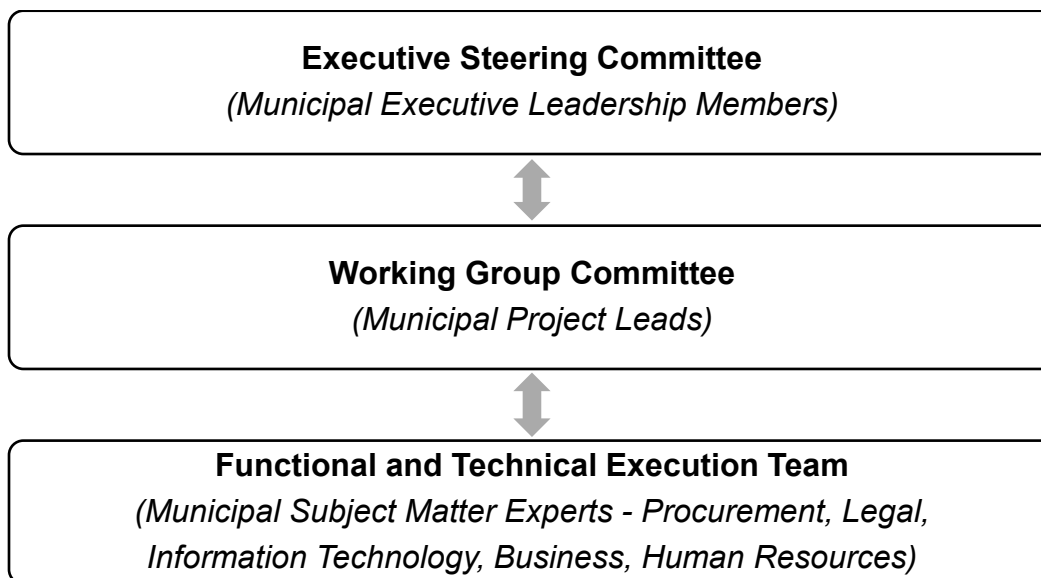 Executive Steering Committee
(Municipal Executive Leadership Members)
Working Group Committee
(Municipal Project Leads)
Functional and Technical Execution Team
(Municipal Subject Matter Experts - Procurement, Legal,
Information Technology, Business, Human Resources)